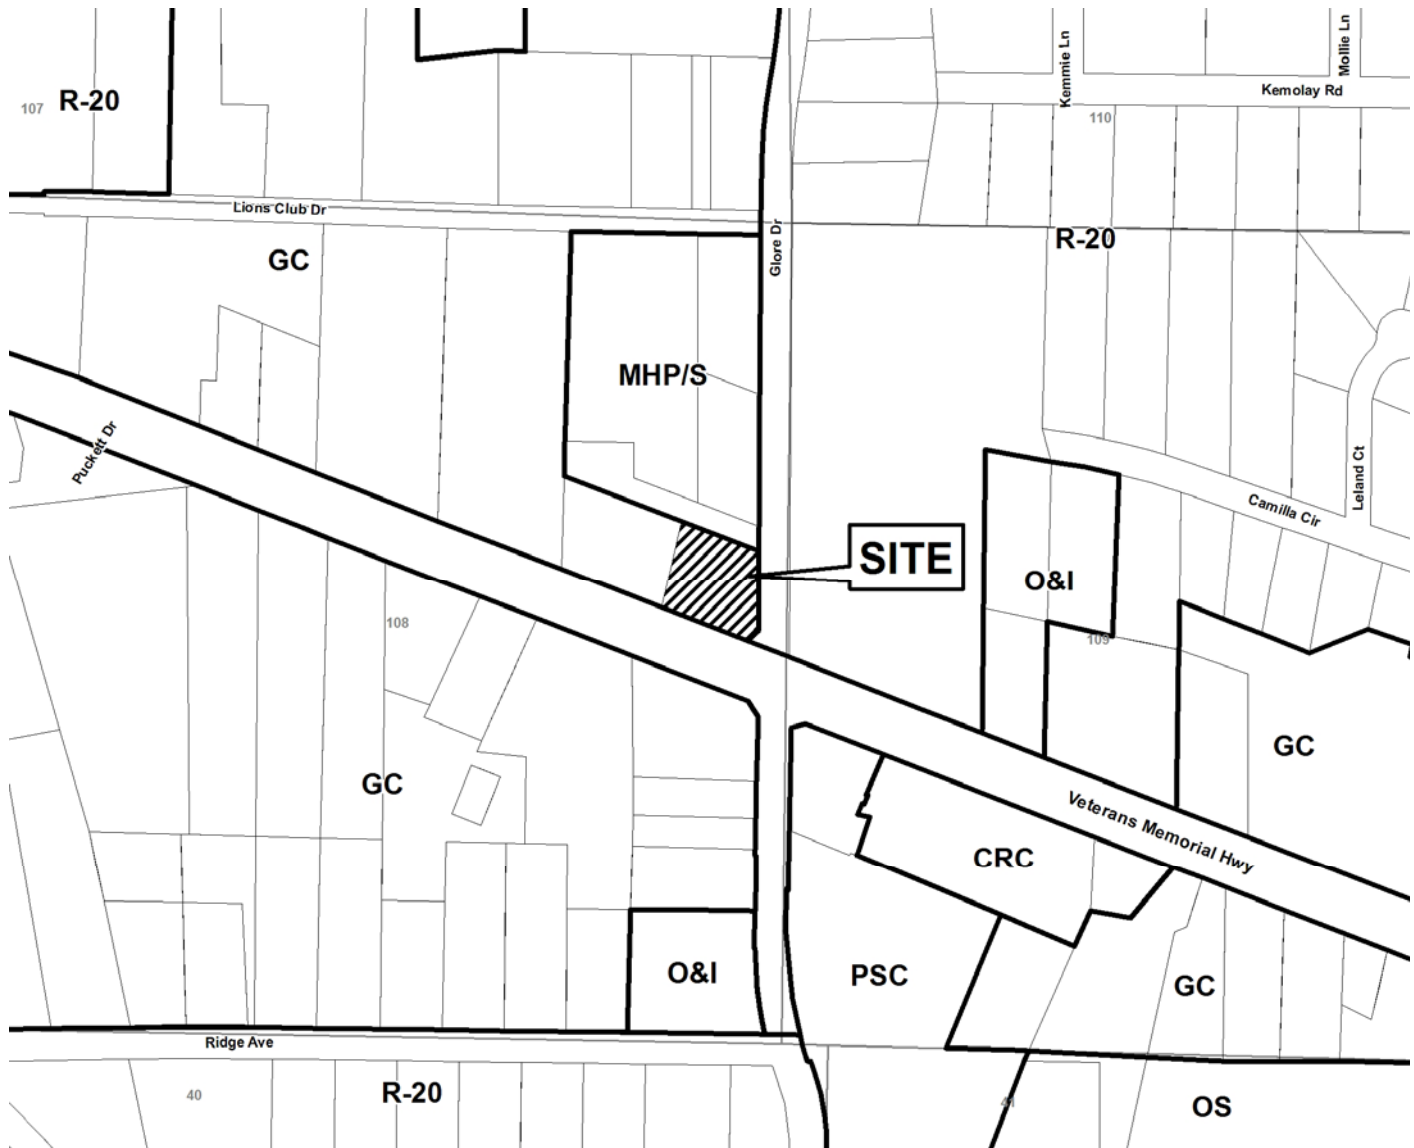 Kemmie Ln
Mollie Ln
Kemolay Rd
R-20
107
110
Lions Club Dr
Glore Dr
R-20
GC
MHP/S
Puckett Dr
Leland Ct
Camilla Cir
SITE
O&I
108
109
GC
GC
Veterans Memorial Hwy
CRC
O&I
PSC
GC
Ridge Ave
R-20
40
41
OS